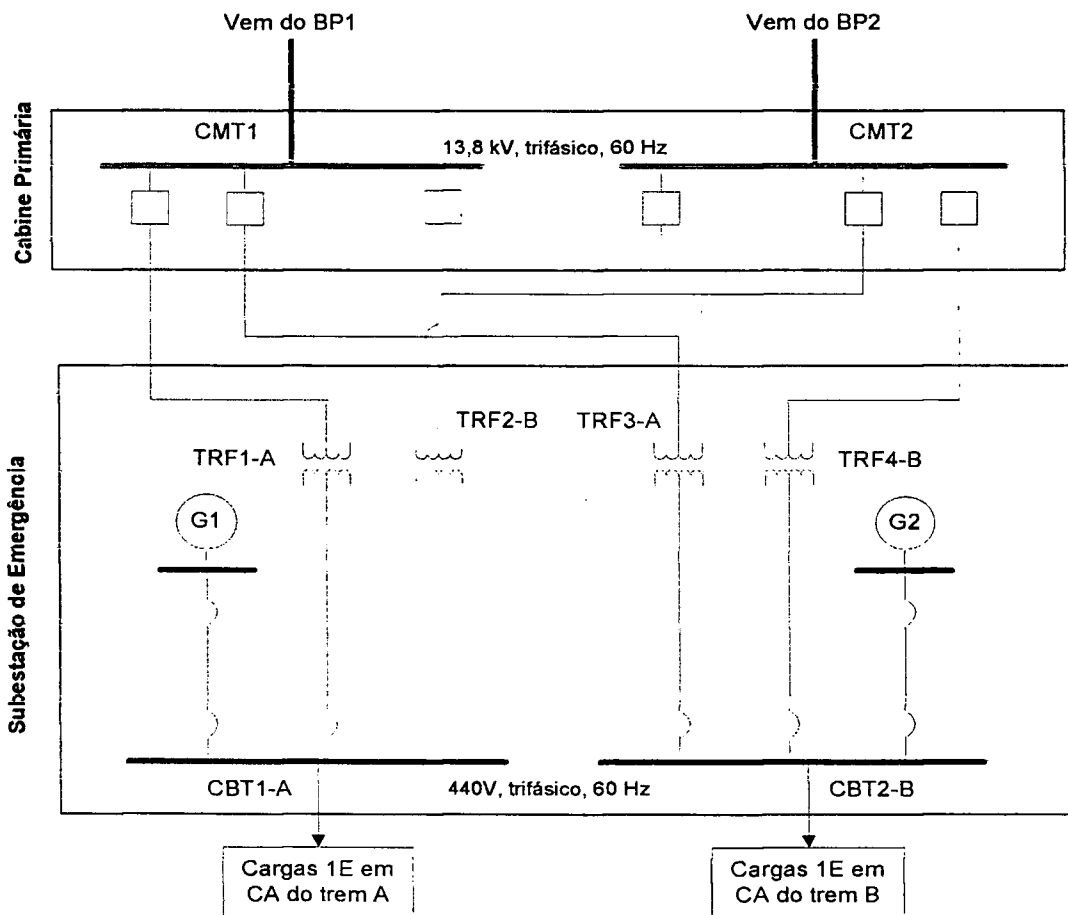 Vem do BP1
Vem do BP2
Cabine Primária
CMT1
CMT2
13,8 kV, trifásico, 60 Hz
Subestação de Emergência
TRF2-B
TRF3-A
TRF1-A
TRF4-B
G1
G2
CBT1-A
440V, trifásico, 60 Hz
CBT2-B
Cargas 1E em
CA do trem A
Cargas 1E em
CA do trem B